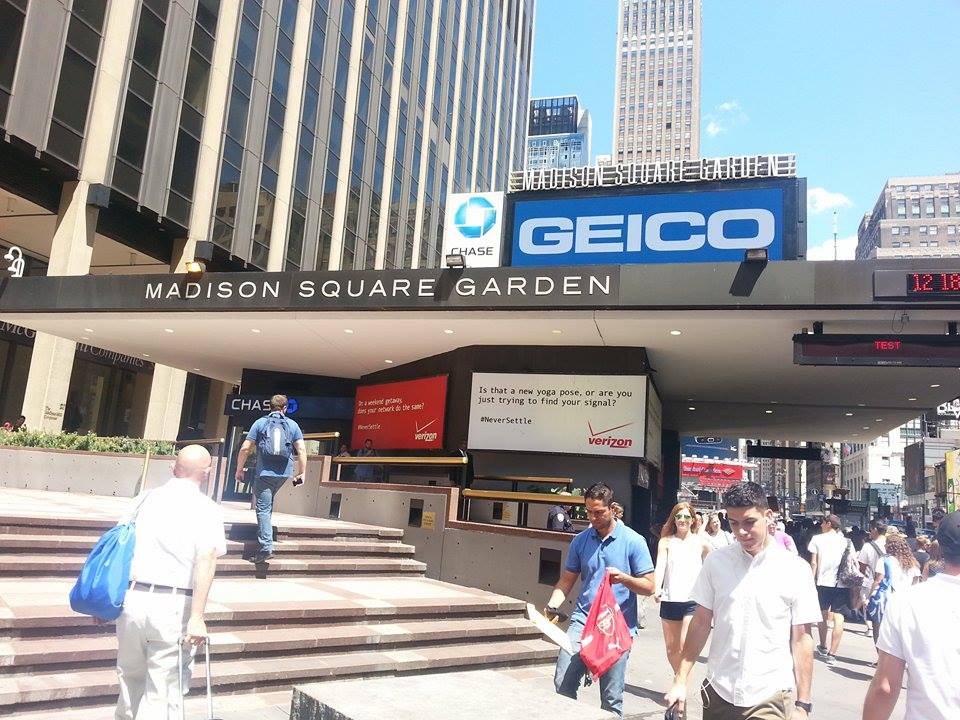 MADISON SQUARE GARDEN
GEICO
CHASE
MADISON SQUARE GARDEN
12 18
TEST
CHASE
On a weekend getaway,
does your network do the same?
#NeverSettle
verizon
Is that a new yoga pose, or are you
just trying to find your signal?
#NeverSettle
verizon
Companies